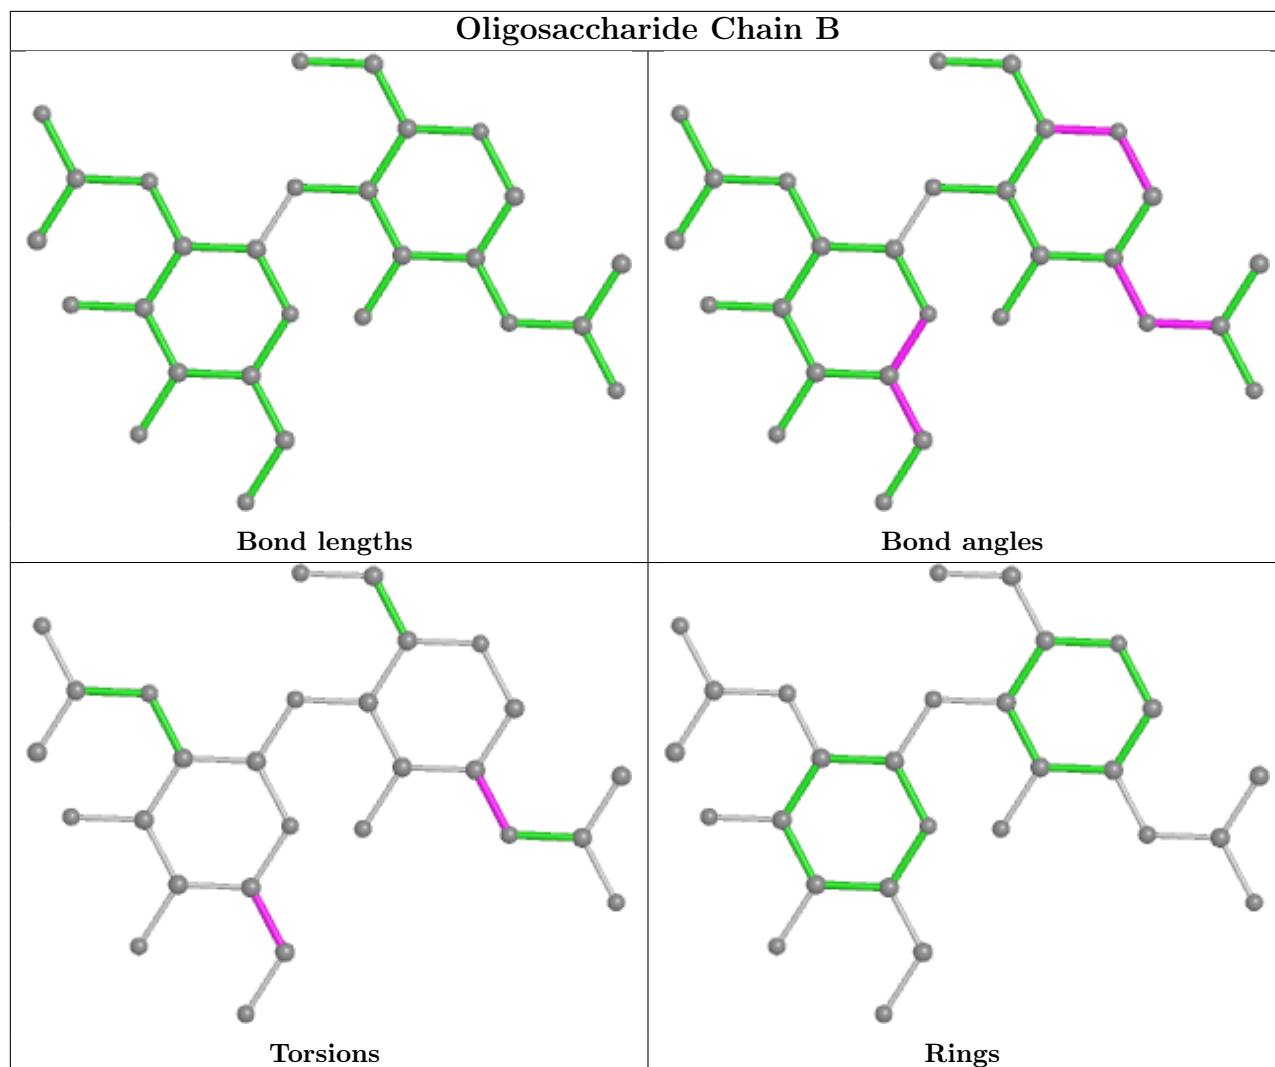 Oligosaccharide Chain B
Bond lengths
Bond angles
Torsions
Rings